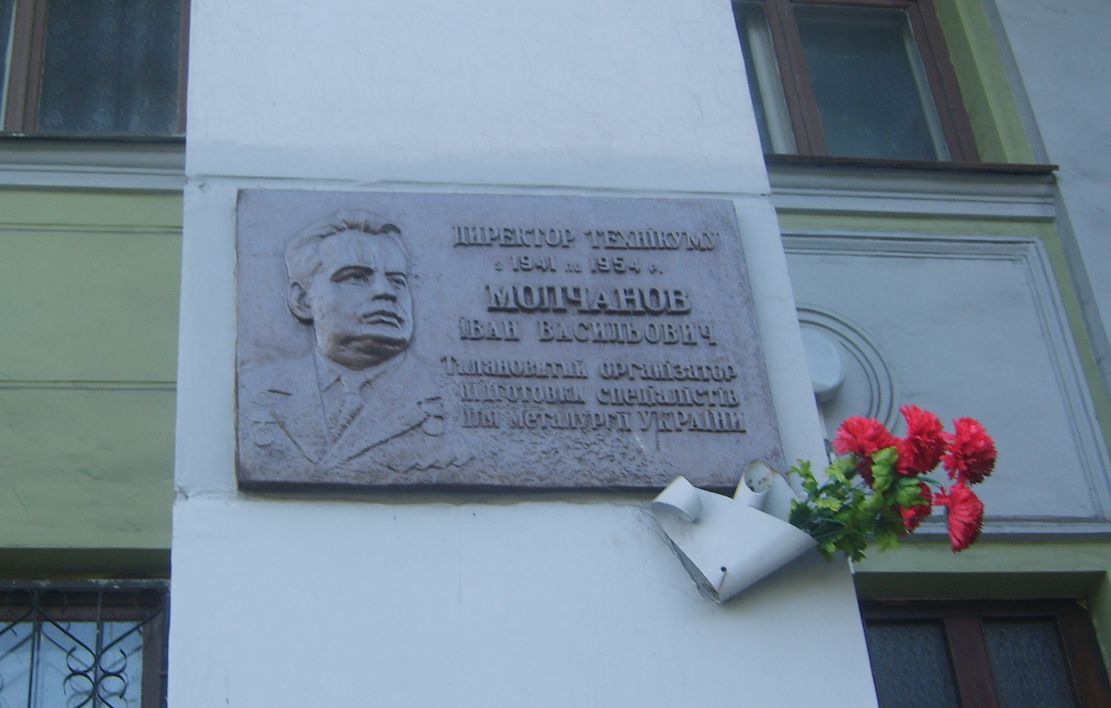 ДИРЕКТОР ТЕХНІКУМУ
з 1941 по 1954 р.
МОЛЧАНОВ
ІВАН ВАСИЛЬОВИЧ
Талановитий організатор
підготовки спеціалістів
для металургії УКРАЇНИ